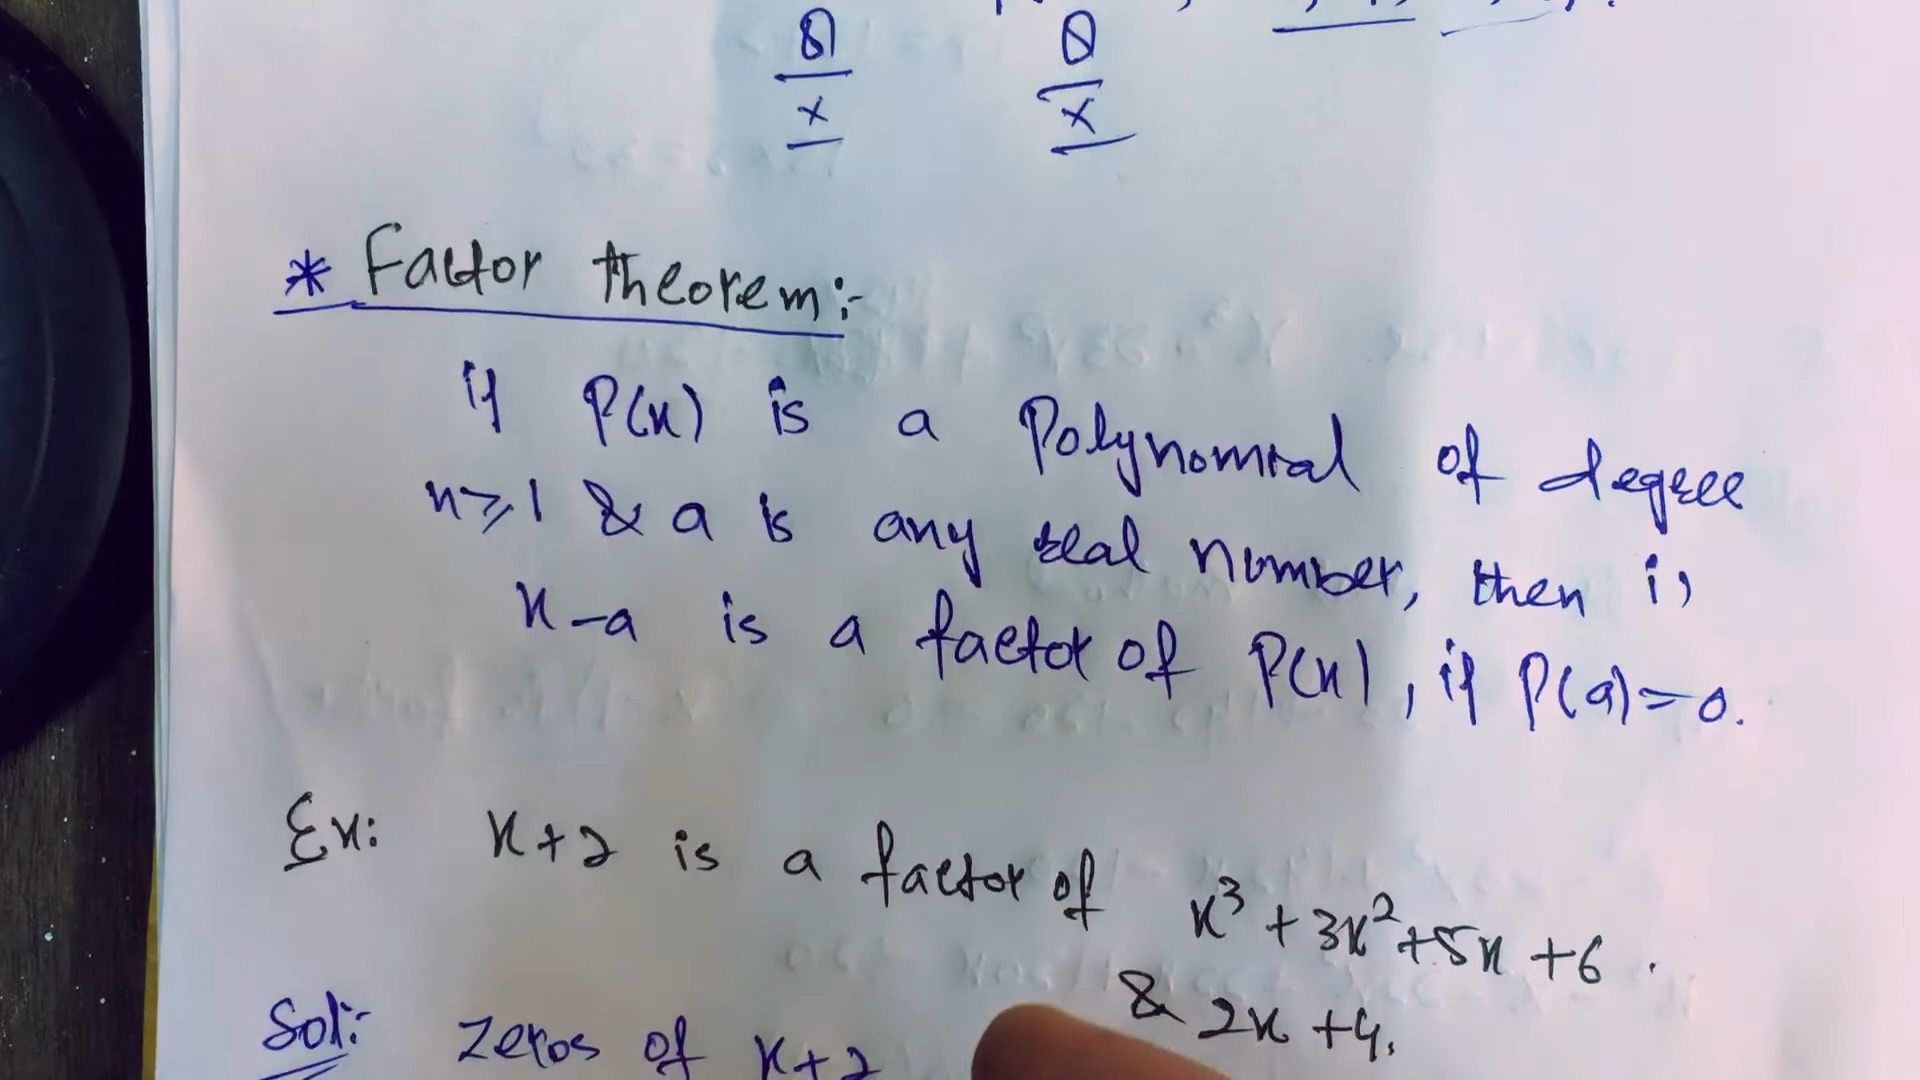 * Factor theorem:-
if P(x) is a Polynomial of degree
n≥1 & a is any real number, then i)
x-a is a factor of P(x), if P(a)=0.
Ex: x+2 is a factor of x³+3x²+5x+6.
& 2x+4.
Sol:- Zeros of x+2